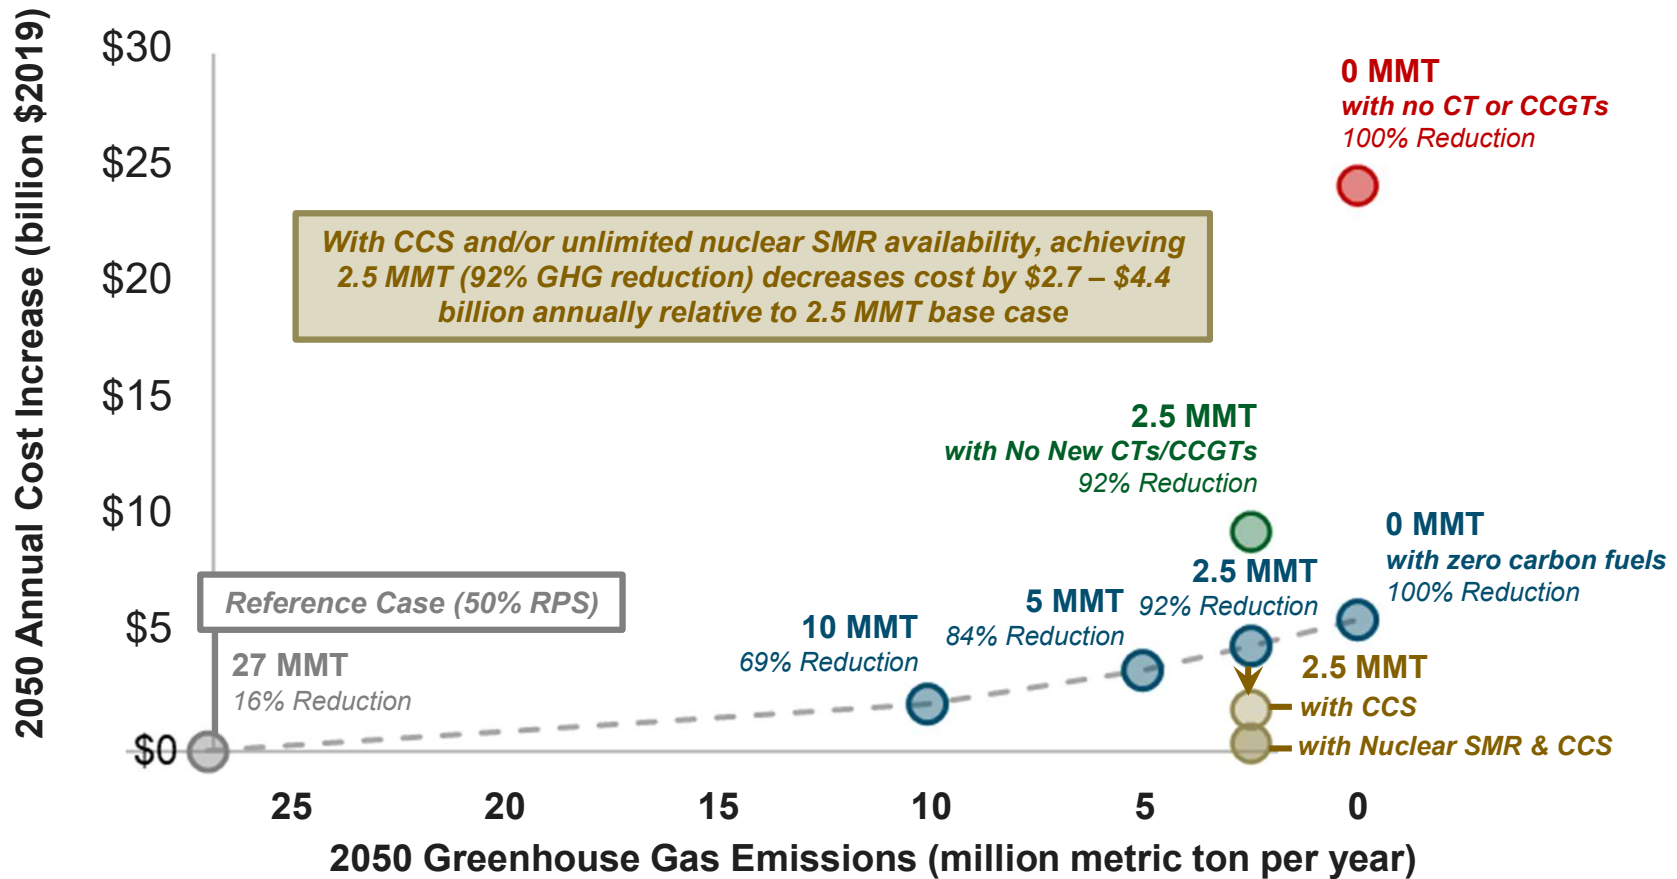 2050 Annual Cost Increase (billion $2019)
$30
$25
$20
$15
$10
$5
$0
0 MMT
with no CT or CCGTs
100% Reduction
With CCS and/or unlimited nuclear SMR availability, achieving
2.5 MMT (92% GHG reduction) decreases cost by $2.7 – $4.4
billion annually relative to 2.5 MMT base case
2.5 MMT
with No New CTs/CCGTs
92% Reduction
0 MMT
with zero carbon fuels
100% Reduction
2.5 MMT
92% Reduction
5 MMT
84% Reduction
10 MMT
69% Reduction
Reference Case (50% RPS)
27 MMT
16% Reduction
2.5 MMT
with CCS
with Nuclear SMR & CCS
25
20
15
10
5
0
2050 Greenhouse Gas Emissions (million metric ton per year)